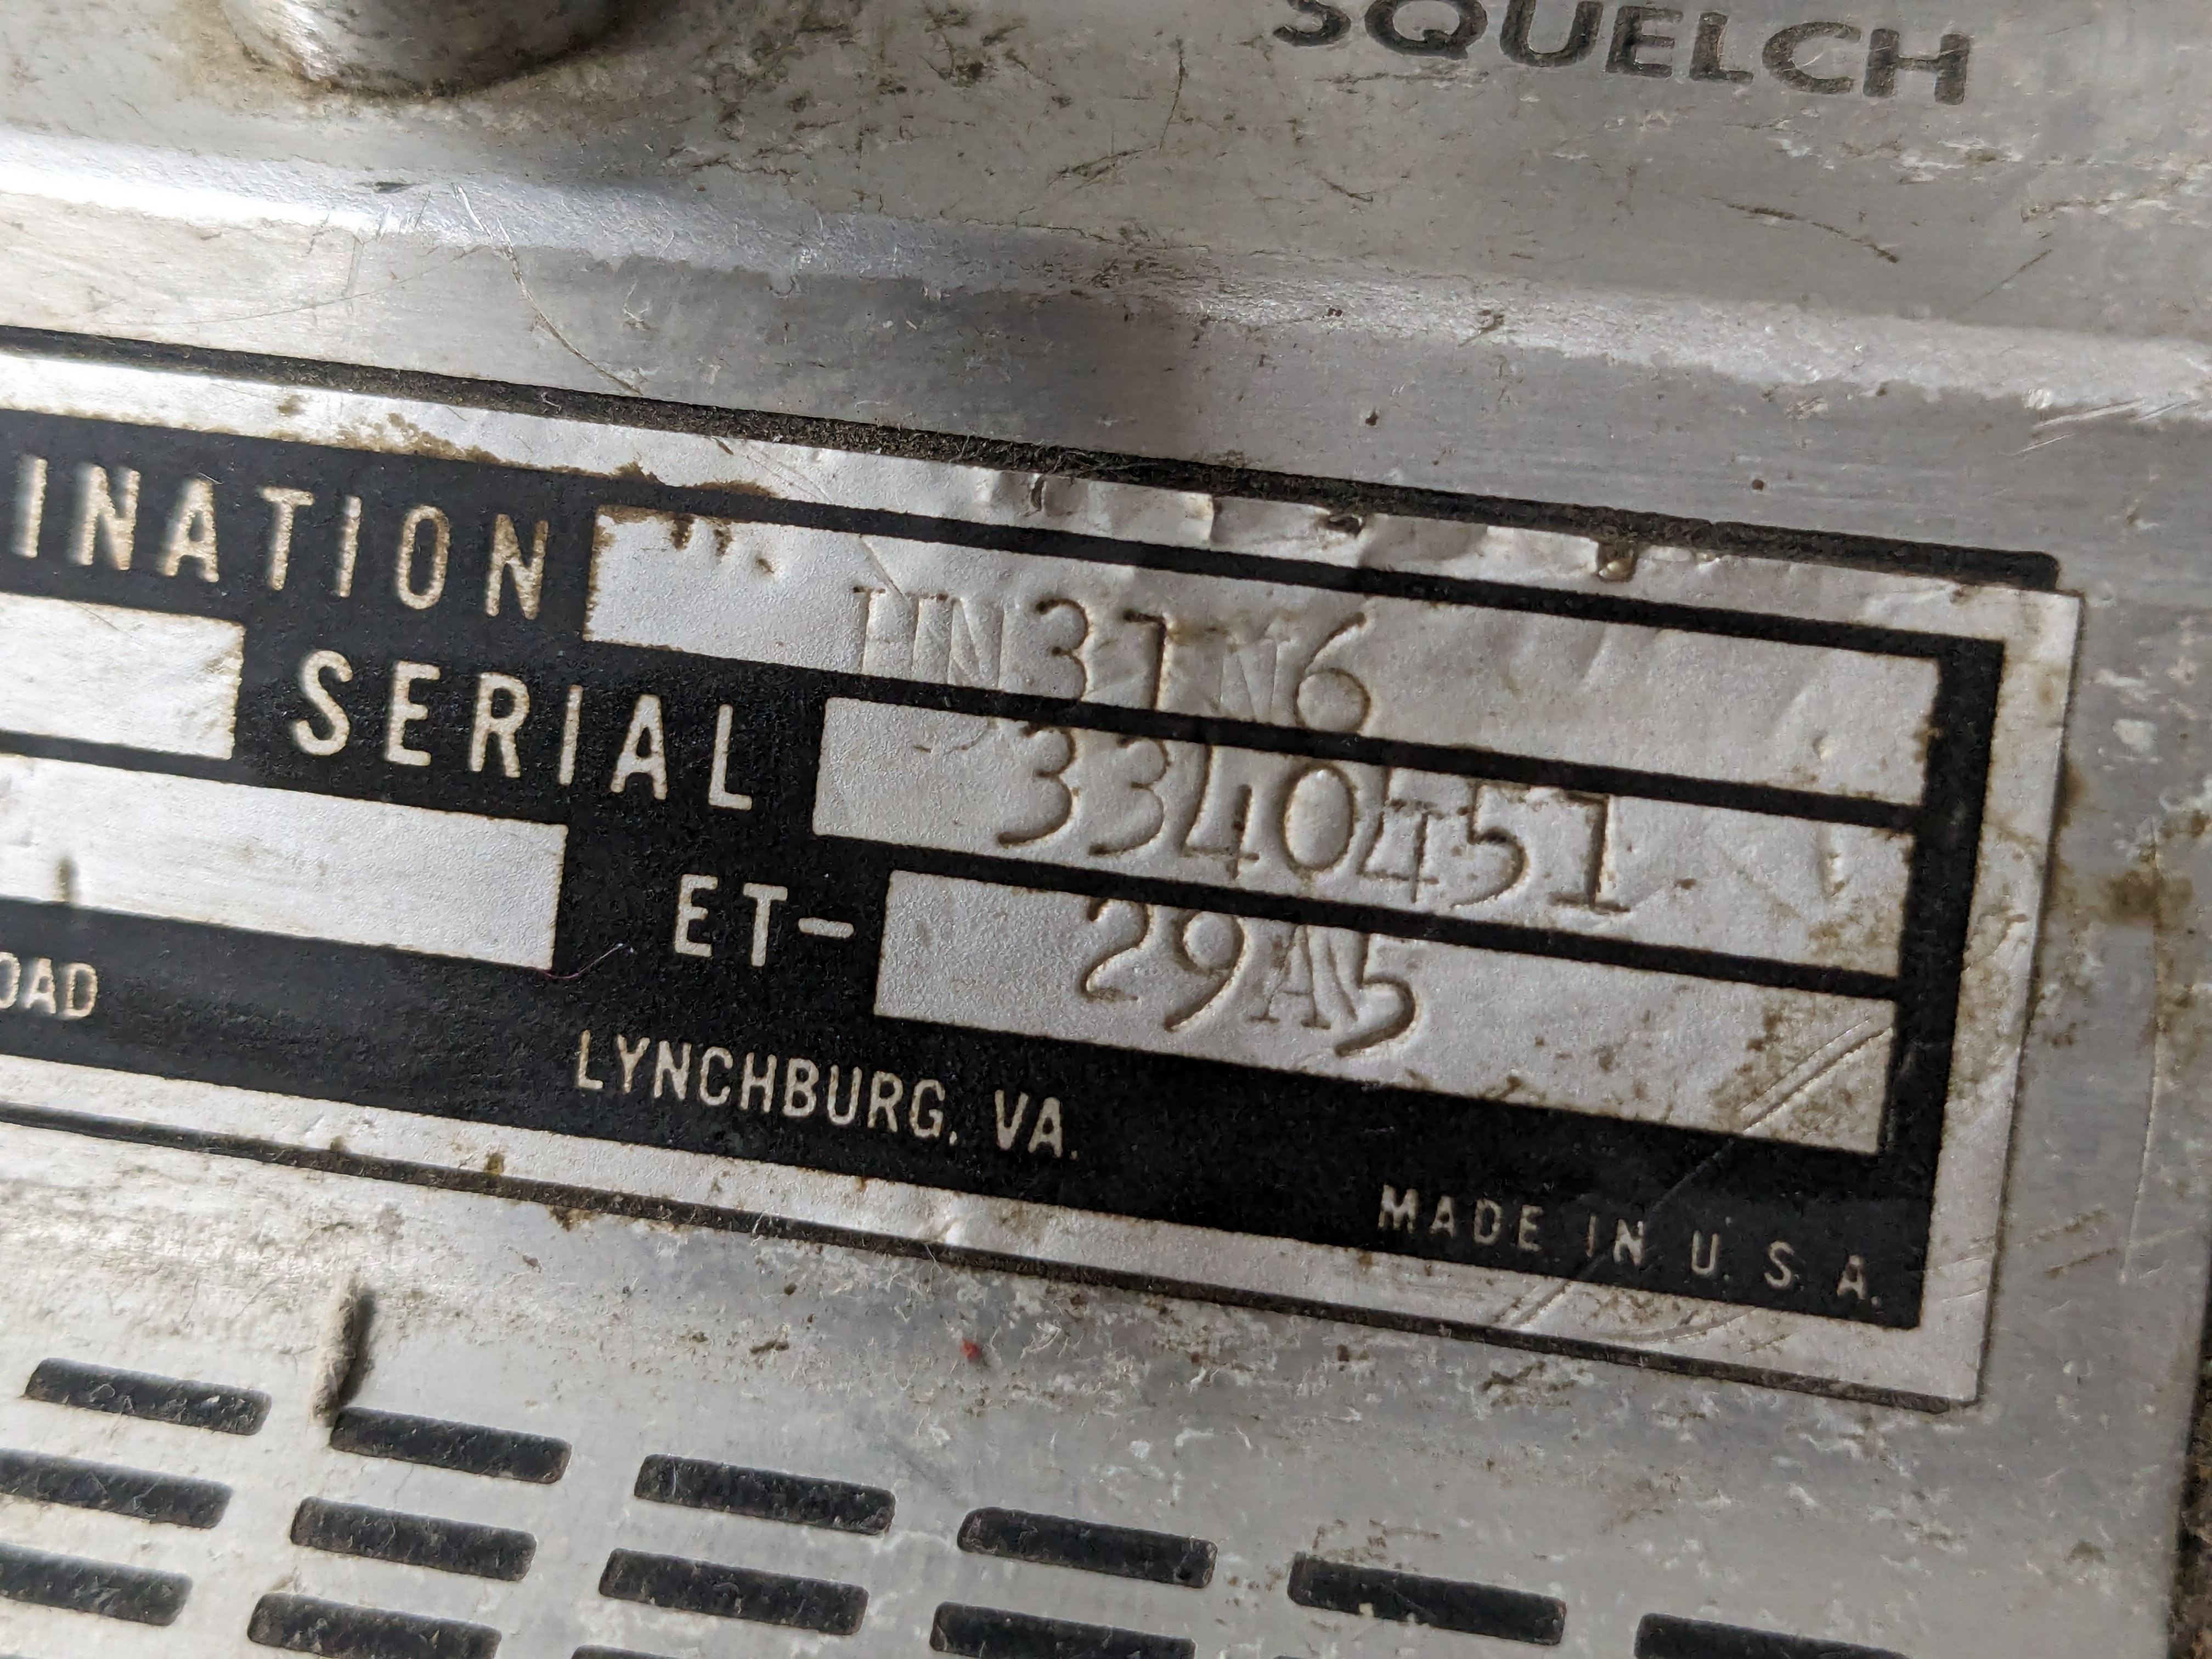 SQUELCH
INATION 
SERIAL 3340451
ET- 29A5
OAD
LYNCHBURG, VA.
MADE IN U. S. A.